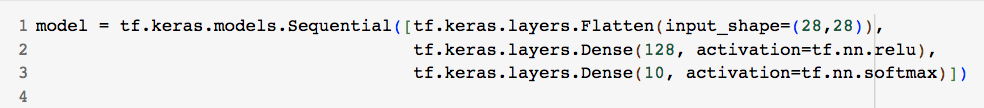 1 model = tf.keras.models.Sequential([tf.keras.layers.Flatten(input_shape=(28,28)),
2                                     tf.keras.layers.Dense(128, activation=tf.nn.relu),
3                                     tf.keras.layers.Dense(10, activation=tf.nn.softmax)])
4